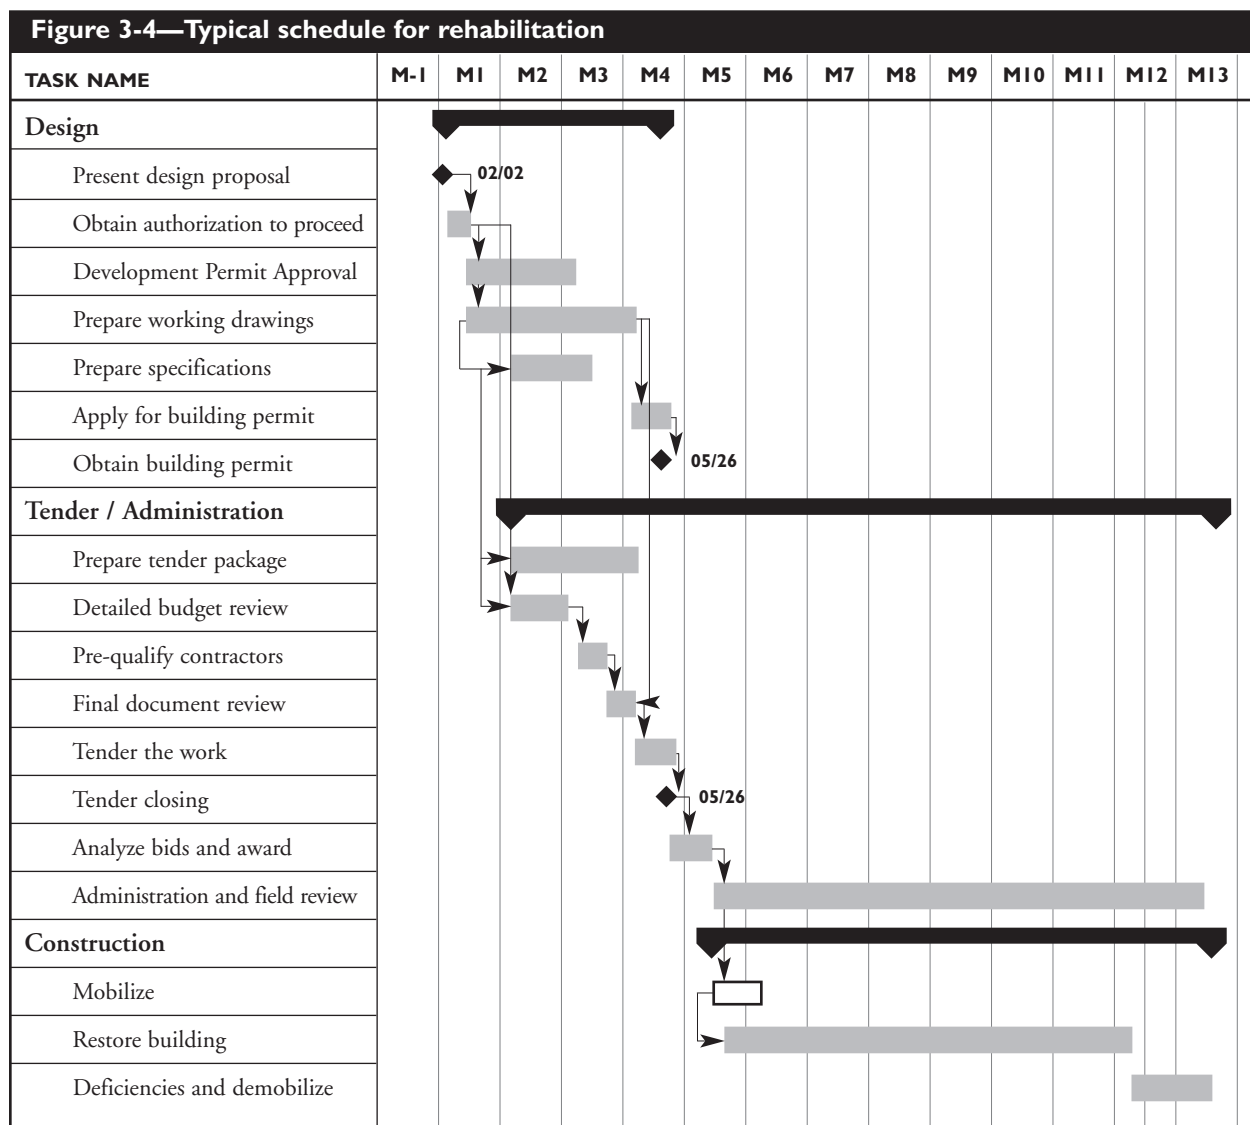 Figure 3-4—Typical schedule for rehabilitation
TASK NAME M-1 M1 M2 M3 M4 M5 M6 M7 M8 M9 M10 M11 M12 M13
Design
Present design proposal 02/02
Obtain authorization to proceed
Development Permit Approval
Prepare working drawings
Prepare specifications
Apply for building permit
Obtain building permit 05/26
Tender / Administration
Prepare tender package
Detailed budget review
Pre-qualify contractors
Final document review
Tender the work
Tender closing 05/26
Analyze bids and award
Administration and field review
Construction
Mobilize
Restore building
Deficiencies and demobilize